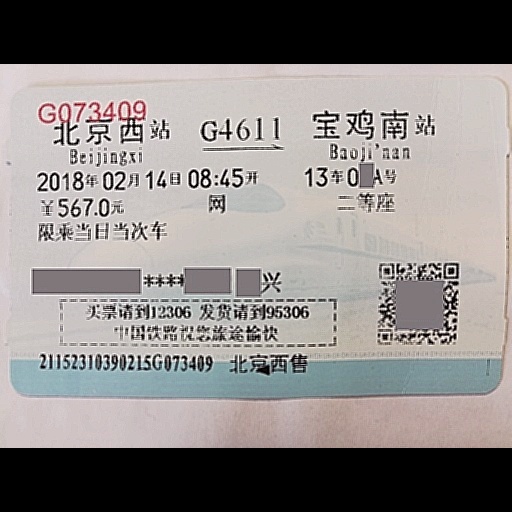 G073409
北京西站 G4611 宝鸡南站
Beijingxi Baoji'nan
2018年02月14日08:45开 13车0 A号
￥567.0元 网 二等座
限乘当日当次车
**** 兴
买票请到12306 发货请到95306
中国铁路祝您旅途愉快
21152310390215G073409 北京西售